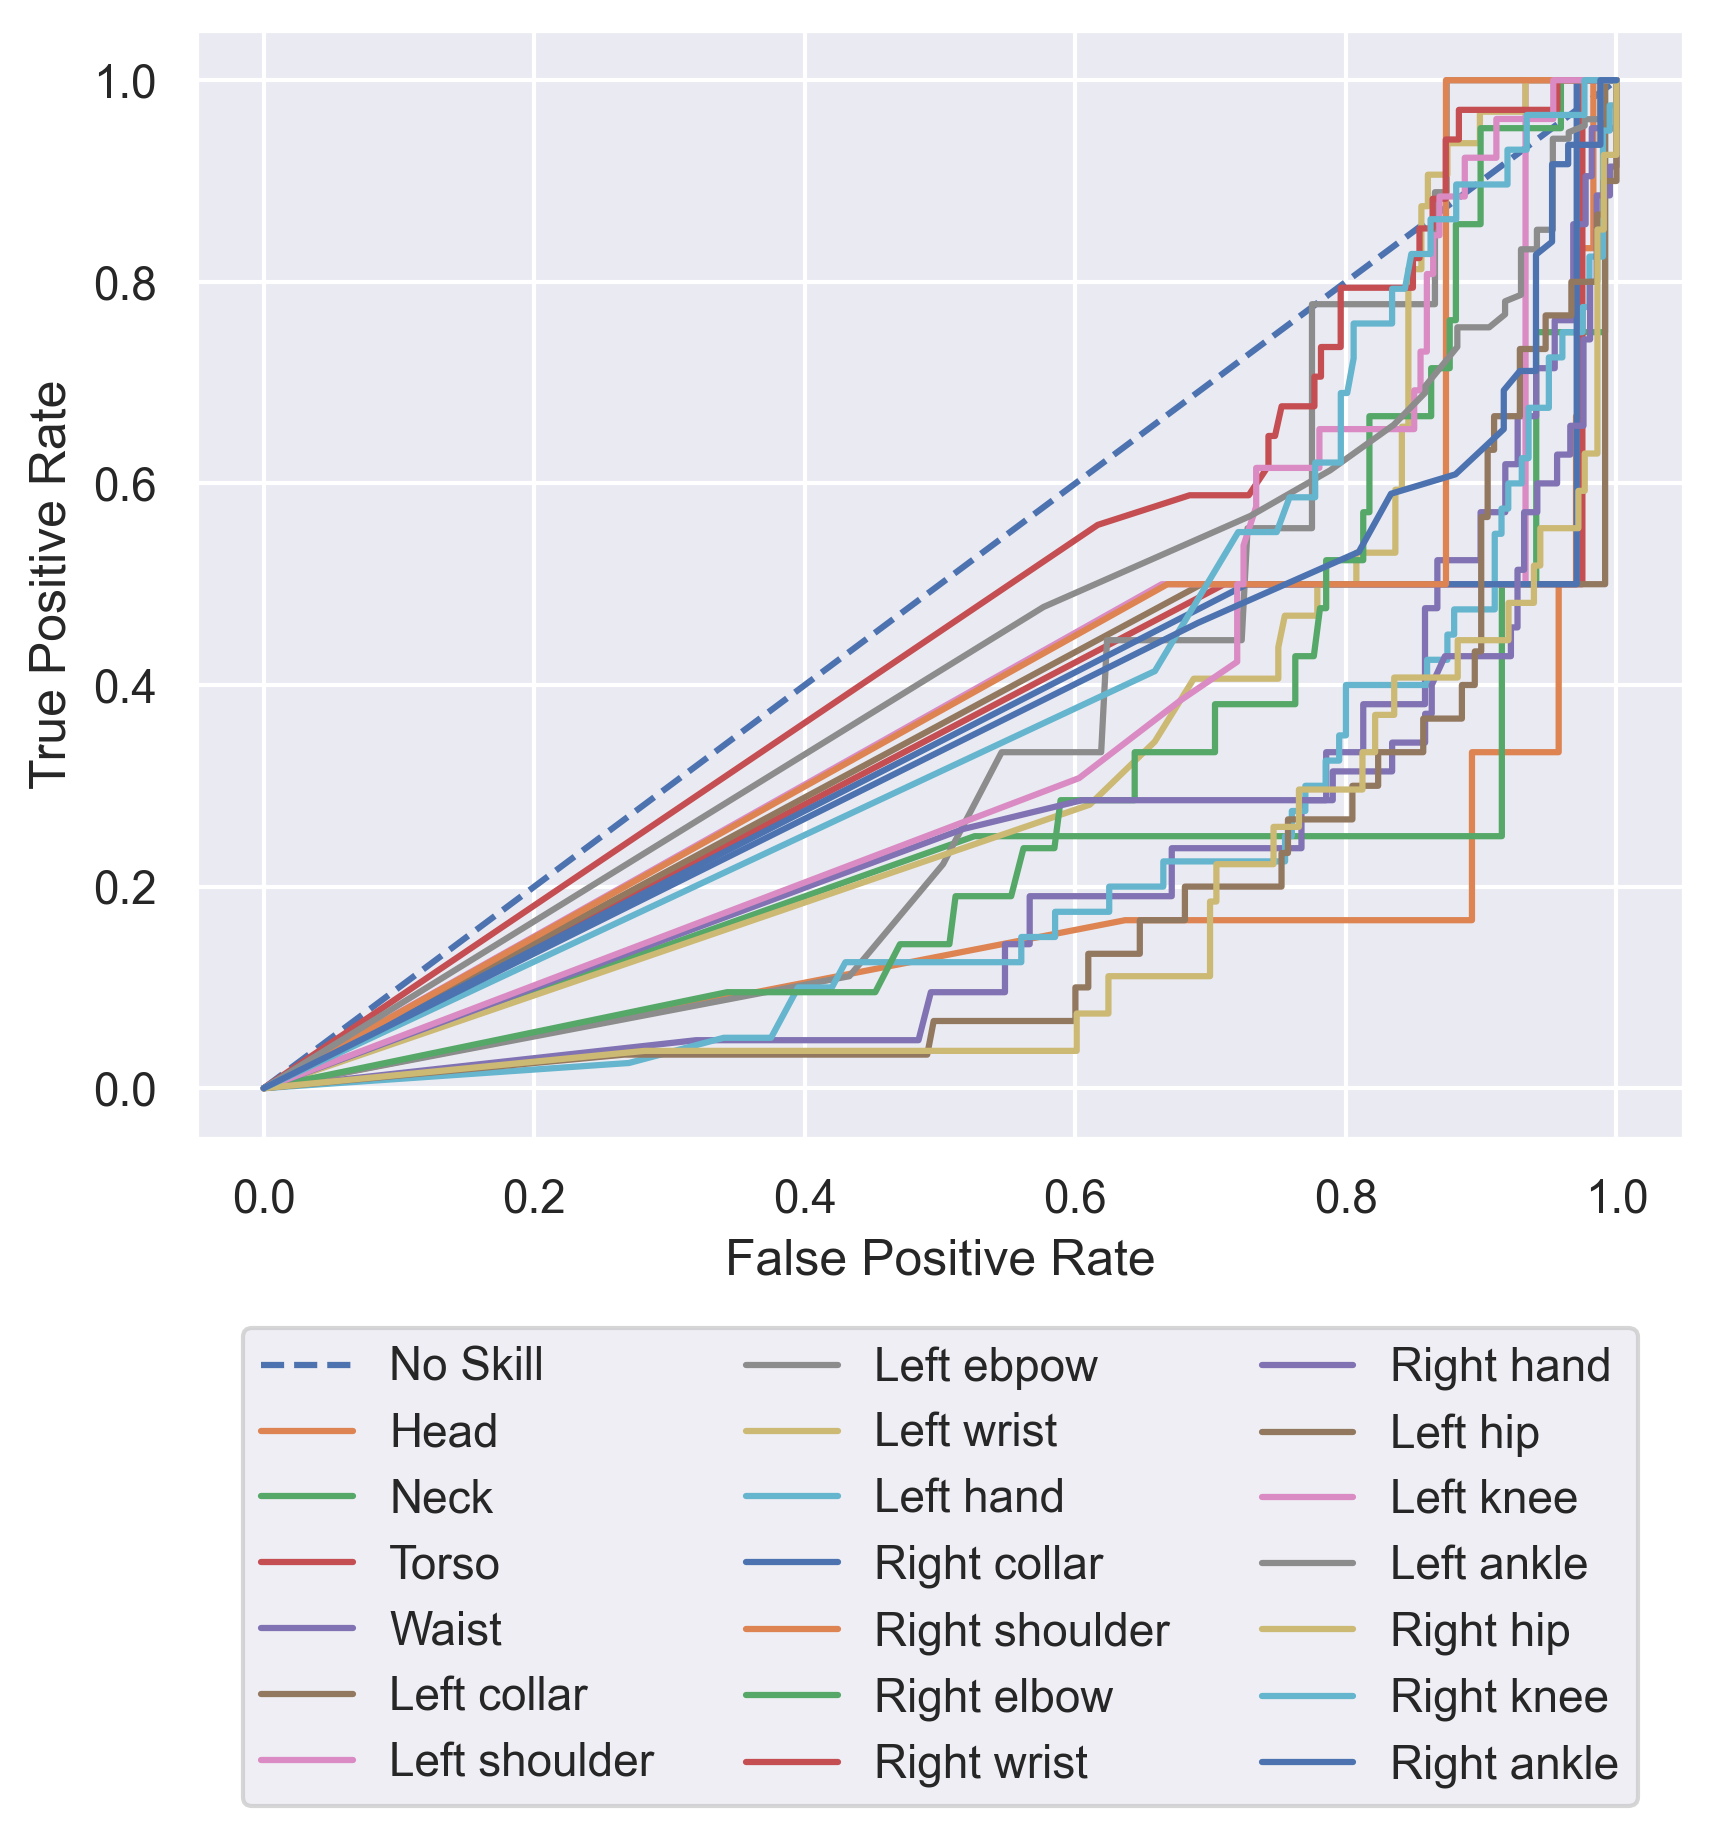 1.0
0.8
0.6
0.4
0.2
0.0
True Positive Rate
0.0 0.2 0.4 0.6 0.8 1.0
False Positive Rate
No Skill
Head
Neck
Torso
Waist
Left collar
Left shoulder
Left ebpow
Left wrist
Left hand
Right collar
Right shoulder
Right elbow
Right wrist
Right hand
Left hip
Left knee
Left ankle
Right hip
Right knee
Right ankle